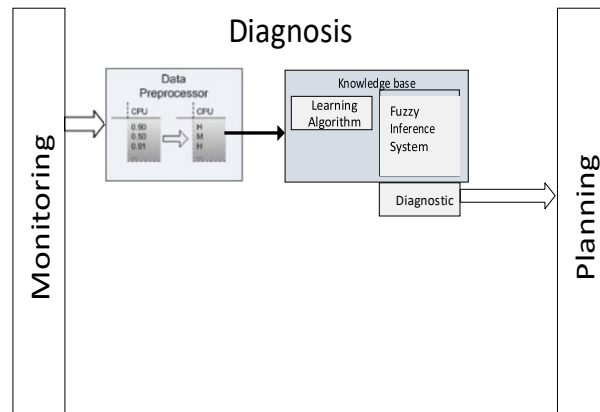 Diagnosis
Monitoring
Data
Preprocessor
CPU
0.90
0.50
0.91
...
CPU
H
M
H
...
Knowledge base
Learning
Algorithm
Fuzzy
Inference
System
Diagnostic
Planning